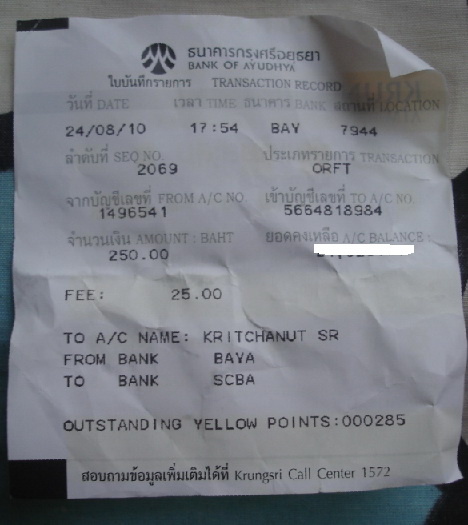 ธนาคารกรุงศรีอยุธยา
BANK OF AYUDHYA
ใบบันทึกรายการ TRANSACTION RECORD
วันที่ DATE เวลา TIME ธนาคาร BANK สถานที่ LOCATION
24/08/10 17:54 BAY 7944
ลำดับที่ SEQ NO. ประเภทรายการ TRANSACTION
2069 ORFT
จากบัญชีเลขที่ FROM A/C NO. เข้าบัญชีเลขที่ TO A/C NO.
1496541 5664818984
จำนวนเงิน AMOUNT : BAHT ยอดคงเหลือ A/C BALANCE :
250.00
FEE: 25.00
TO A/C NAME: KRITCHANUT SR
FROM BANK BAYA
TO BANK SCBA
OUTSTANDING YELLOW POINTS:000285
สอบถามข้อมูลเพิ่มเติมได้ที่ Krungsri Call Center 1572